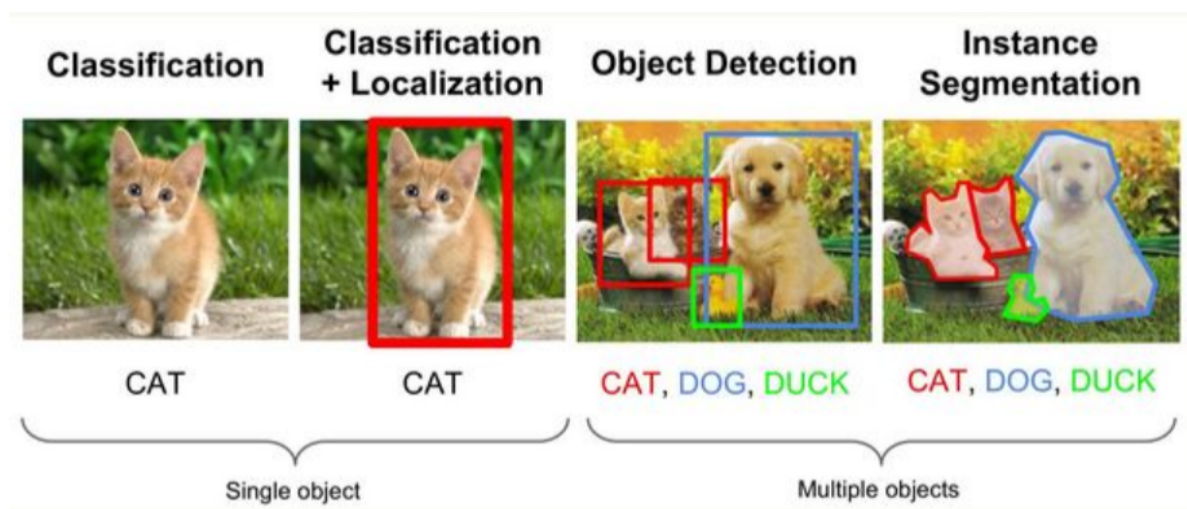 Classification
Classification
+ Localization
Object Detection
Instance
Segmentation
CAT
CAT
CAT, DOG, DUCK
CAT, DOG, DUCK
Single object
Multiple objects